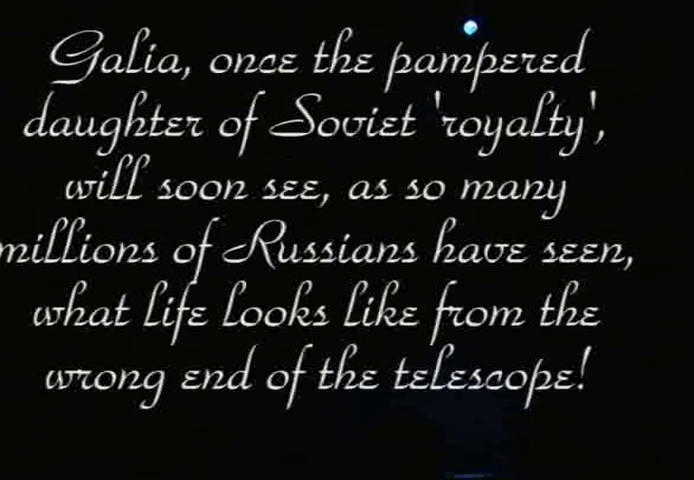 Galia, once the pampered
daughter of Soviet 'royalty',
will soon see, as so many
millions of Russians have seen,
what life looks like from the
wrong end of the telescope!